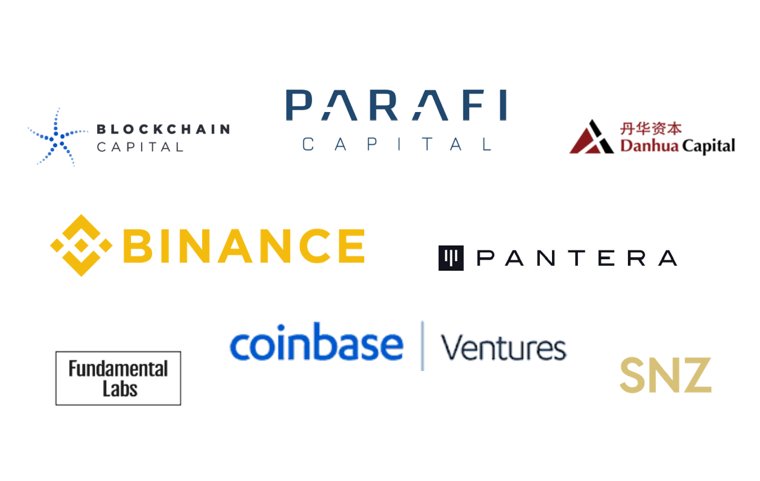 BLOCKCHAIN
CAPITAL
PARAFI
CAPITAL
丹华资本
Danhua Capital
BINANCE
PANTERA
Fundamental
Labs
coinbase | Ventures
SNZ